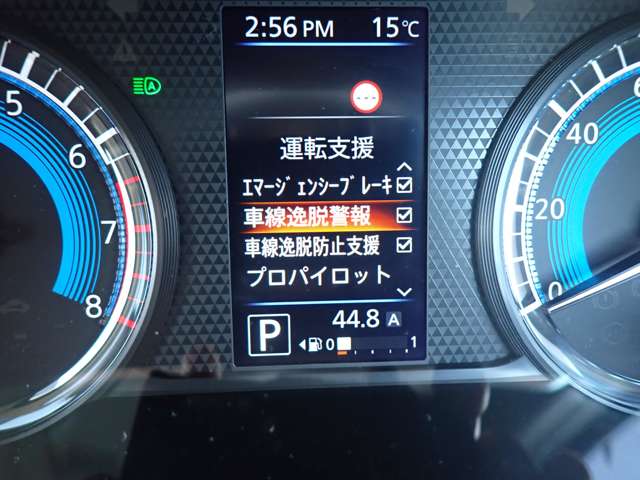 2:56 PM 15℃
---
運転支援
ｴﾏｰｼﾞｪﾝｼｰﾌﾞﾚｰｷ
車線逸脱警報
車線逸脱防止支援
プロパイロット
P 44.8 A
0 1
5
6
7
8
A
6
40
20
0